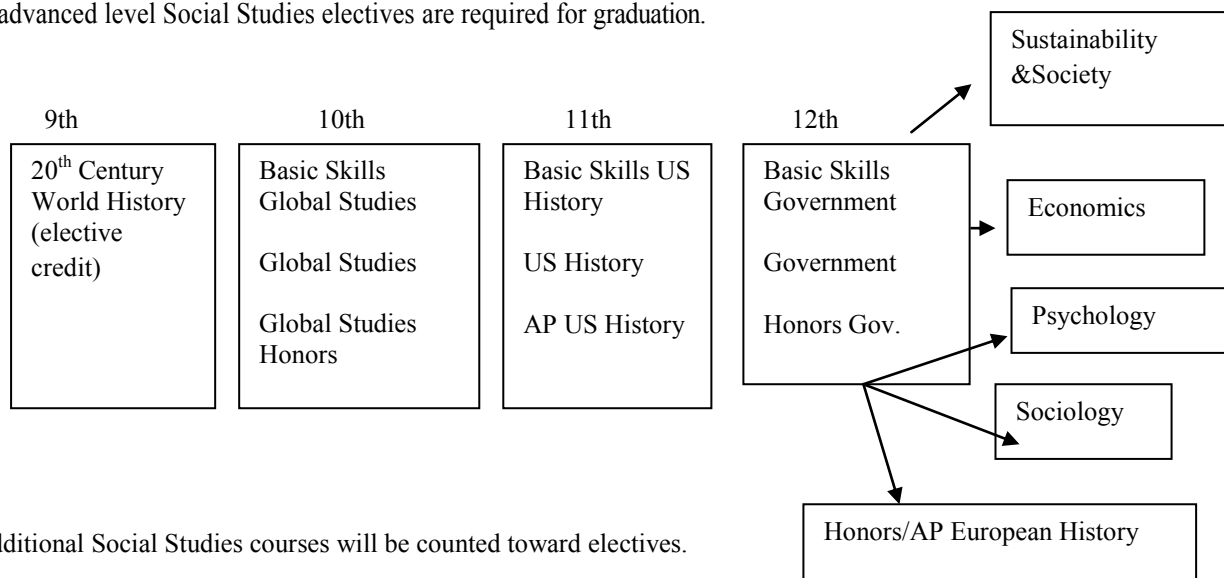 advanced level Social Studies electives are required for graduation.
Sustainability
&Society
9th
10th
11th
12th
20th Century
World History
(elective
credit)
Basic Skills
Global Studies
Global Studies
Global Studies
Honors
Basic Skills US
History
US History
AP US History
Basic Skills
Government
Government
Honors Gov.
Economics
Psychology
Sociology
Honors/AP European History
Social Studies courses will be counted toward electives.